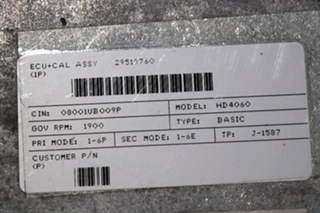 ECU+CAL ASSY 29519760
(1P)
CIN: 08001UB009P
MODEL: HD4060
GOV RPM: 1900
TYPE: BASIC
PRI MODE: 1-6P
SEC MODE: 1-6E
TP: J-1587
CUSTOMER P/N
(P)